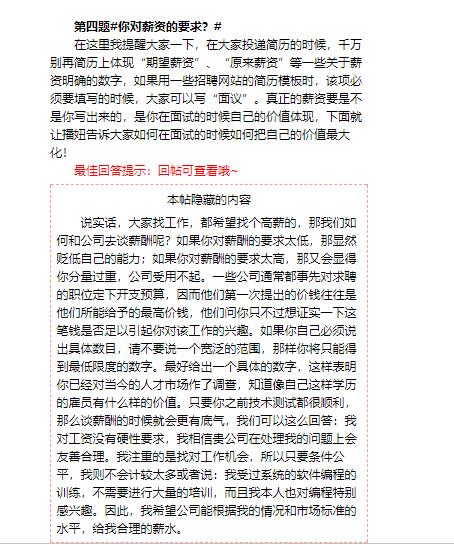 第四题#你对薪资的要求？#
在这里我提醒大家一下，在大家投递简历的时候，千万
别再简历上体现“期望薪资”、“原来薪资”等一些关于薪
资明确的数字，如果用一些招聘网站的简历模板时，该项必
须要填写的时候，大家可以写“面议”。真正的薪资要是不
是你写出来的，是你在面试的时候自己的价值体现，下面就
让播妞告诉大家如何在面试的时候如何把自己的价值最大
化！
最佳回答提示：回帖可查看哦~
本帖隐藏的内容
说实话，大家找工作，都希望找个高薪的，那我们如
何和公司去谈薪酬呢？如果你对薪酬的要求太低，那显然
贬低自己的能力；如果你对薪酬的要求太高，那又会显得
你分量过重，公司受用不起。一些公司通常都事先对求聘
的职位定下开支预算，因而他们第一次提出的价钱往往是
他们所能给予的最高价钱，他们问你只不过想证实一下这
笔钱是否足以引起你对该工作的兴趣。如果你自己必须说
出具体数目，请不要说一个宽泛的范围，那样你将只能得
到最低限度的数字。最好给出一个具体的数字，这样表明
你已经对当今的人才市场作了调查，知道像自己这样学历
的雇员有什么样的价值。只要你之前技术测试都很顺利，
那么谈薪酬的时候就会更有底气，我们可以这么回答：我
对工资没有硬性要求，我相信贵公司在处理我的问题上会
友善合理。我注重的是找对工作机会，所以只要条件公
平，我则不会计较太多或者说：我受过系统的软件编程的
训练，不需要进行大量的培训，而且我本人也对编程特别
感兴趣。因此，我希望公司能根据我的情况和市场标准的
水平，给我合理的薪水。